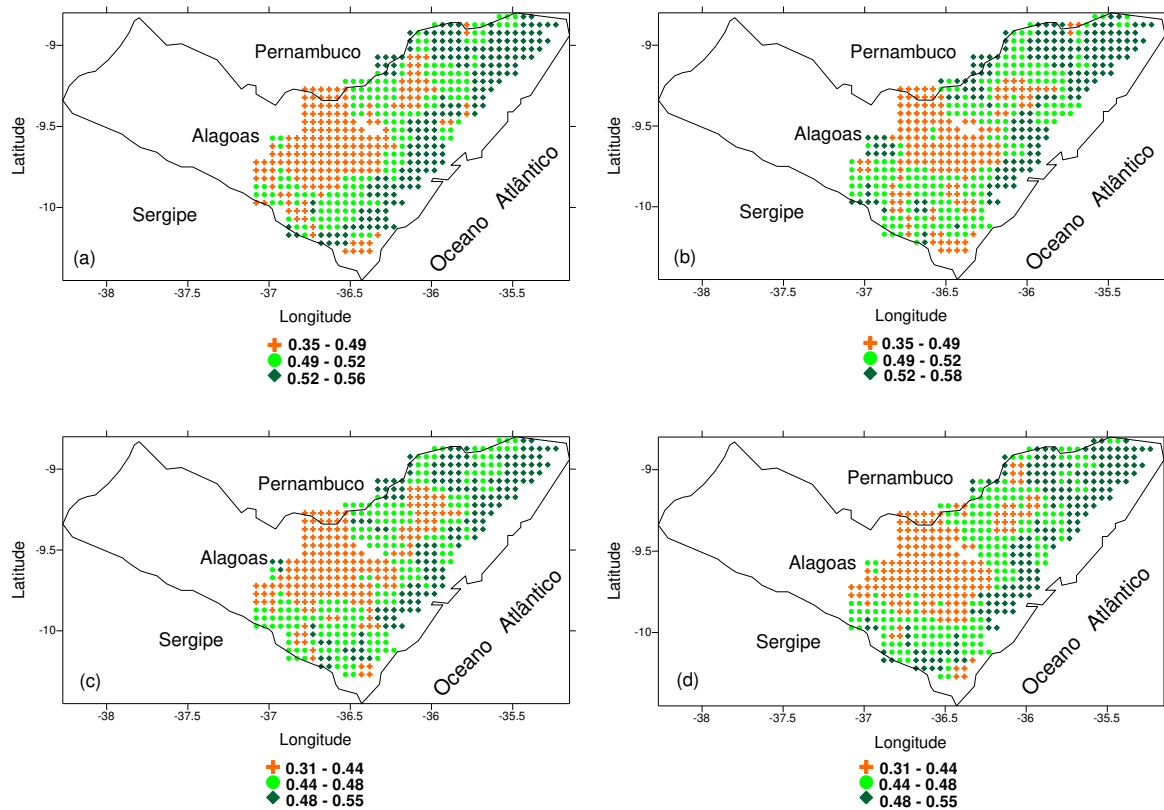 Latitude
-9
-9.5
-10
Pernambuco
Alagoas
Sergipe
Oceano Atlântico
(a)
-38 -37.5 -37 -36.5 -36 -35.5
Longitude
0.35 - 0.49
0.49 - 0.52
0.52 - 0.56
Latitude
-9
-9.5
-10
Pernambuco
Alagoas
Sergipe
Oceano Atlântico
(b)
-38 -37.5 -37 -36.5 -36 -35.5
Longitude
0.35 - 0.49
0.49 - 0.52
0.52 - 0.58
Latitude
-9
-9.5
-10
Pernambuco
Alagoas
Sergipe
Oceano Atlântico
(c)
-38 -37.5 -37 -36.5 -36 -35.5
Longitude
0.31 - 0.44
0.44 - 0.48
0.48 - 0.55
Latitude
-9
-9.5
-10
Pernambuco
Alagoas
Sergipe
Oceano Atlântico
(d)
-38 -37.5 -37 -36.5 -36 -35.5
Longitude
0.31 - 0.44
0.44 - 0.48
0.48 - 0.55